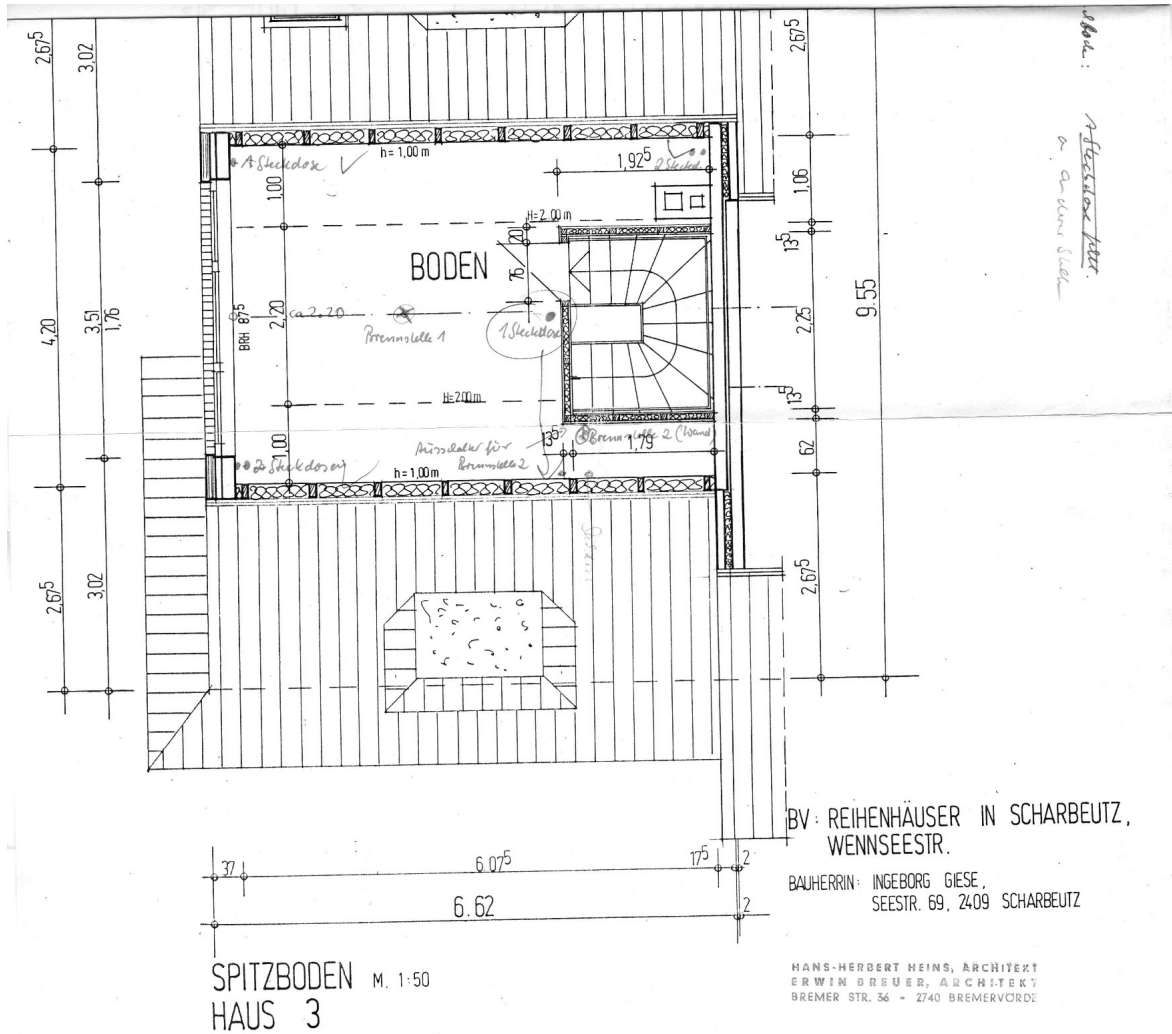 2,67⁵
3,02
4,20
3,51
1,76
2,67⁵
3,02
1 Steckdose
h = 1,00 m
1,92⁵
1,00
H=2.00 m
20
76
BODEN
BRH 87⁵
2,20
ca 2.20
Brennstelle 1
1 Steckdose
H=2.00 m
1,00
2 Steckdosen
Ausschalter für
Brennstelle 2
13⁵
Brennstelle 2 (Wand)
1,79
h = 1,00 m
2,67⁵
1,06
13⁵
2,25
13⁵
62
2,67⁵
9.55
1 Steckdose
37
6.07⁵
17⁵
2
6.62
2
BV: REIHENHÄUSER IN SCHARBEUTZ,
WENNSEESTR.
BAUHERRIN: INGEBORG GIESE,
SEESTR. 69, 2409 SCHARBEUTZ
SPITZBODEN M. 1:50
HAUS 3
HANS-HERBERT HEINS, ARCHITEKT
ERWIN BREUER, ARCHITEKT
BREMER STR. 36 - 2740 BREMERVÖRDE